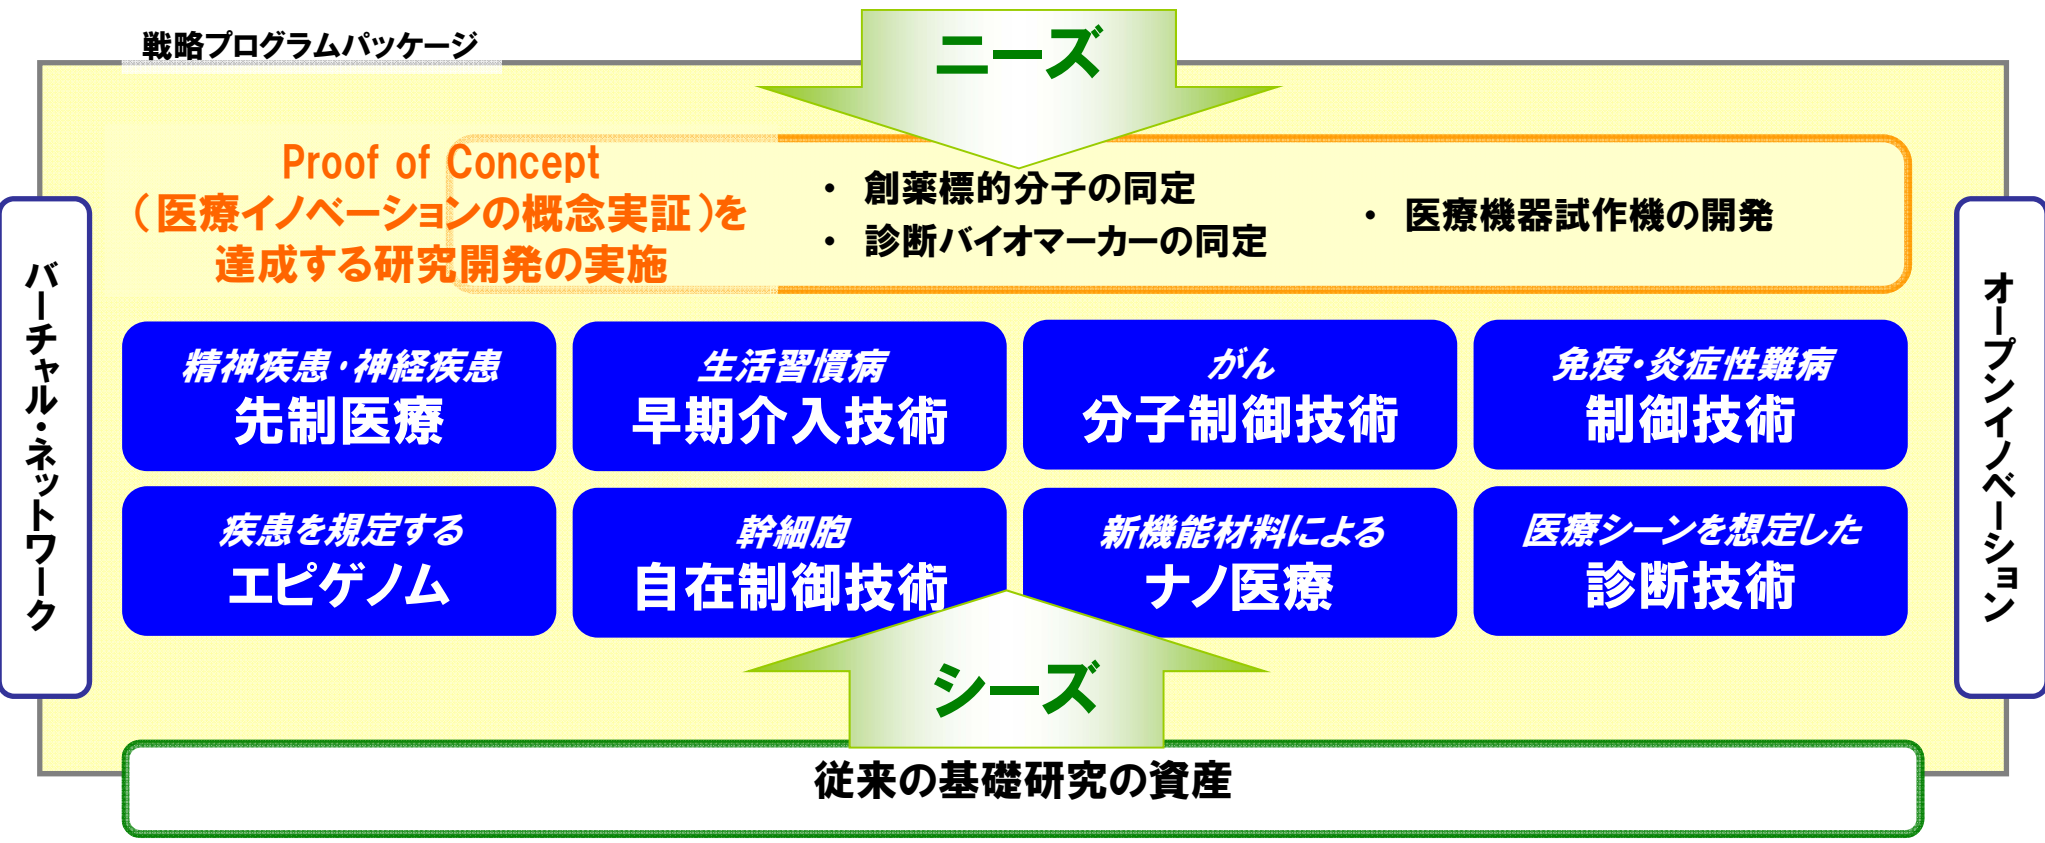 戦略プログラムパッケージ
ニーズ
Proof of Concept
（医療イノベーションの概念実証）を
達成する研究開発の実施
・ 創薬標的分子の同定
・ 診断バイオマーカーの同定
・ 医療機器試作機の開発
バーチャル・ネットワーク
オープンイノベーション
精神疾患・神経疾患
先制医療
生活習慣病
早期介入技術
がん
分子制御技術
免疫・炎症性難病
制御技術
疾患を規定する
エピゲノム
幹細胞
自在制御技術
新機能材料による
ナノ医療
医療シーンを想定した
診断技術
シーズ
従来の基礎研究の資産